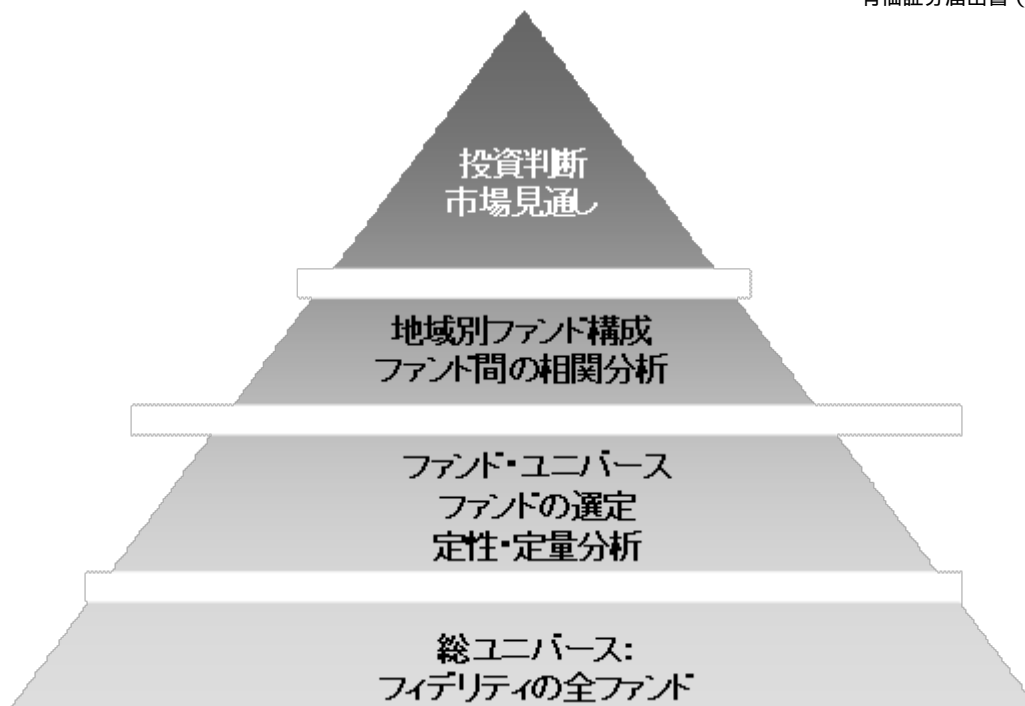 有価証券届出書(
投資判断
市場見通し
地域別ファンド構成
ファンド間の相関分析
ファンド・ユニバース
ファンドの選定
定性・定量分析
総ユニバース:
フィデリティの全ファンド